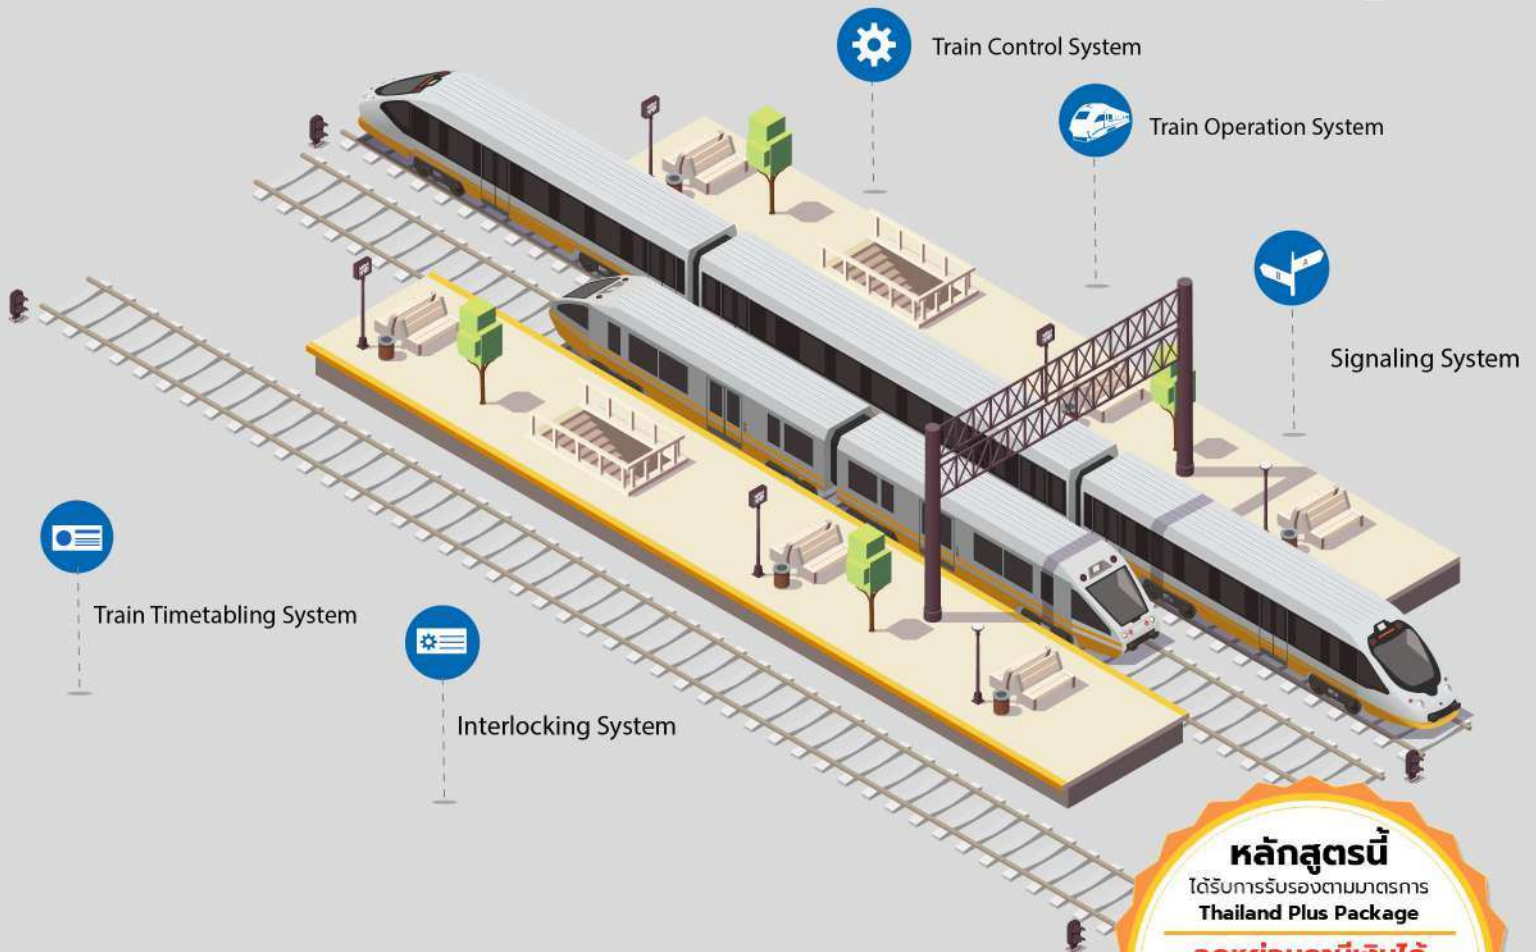 Train Control System
Train Operation System
Signaling System
Train Timetabling System
Interlocking System
หลักสูตรนี้
ได้รับการรับรองตามมาตรการ
Thailand Plus Package